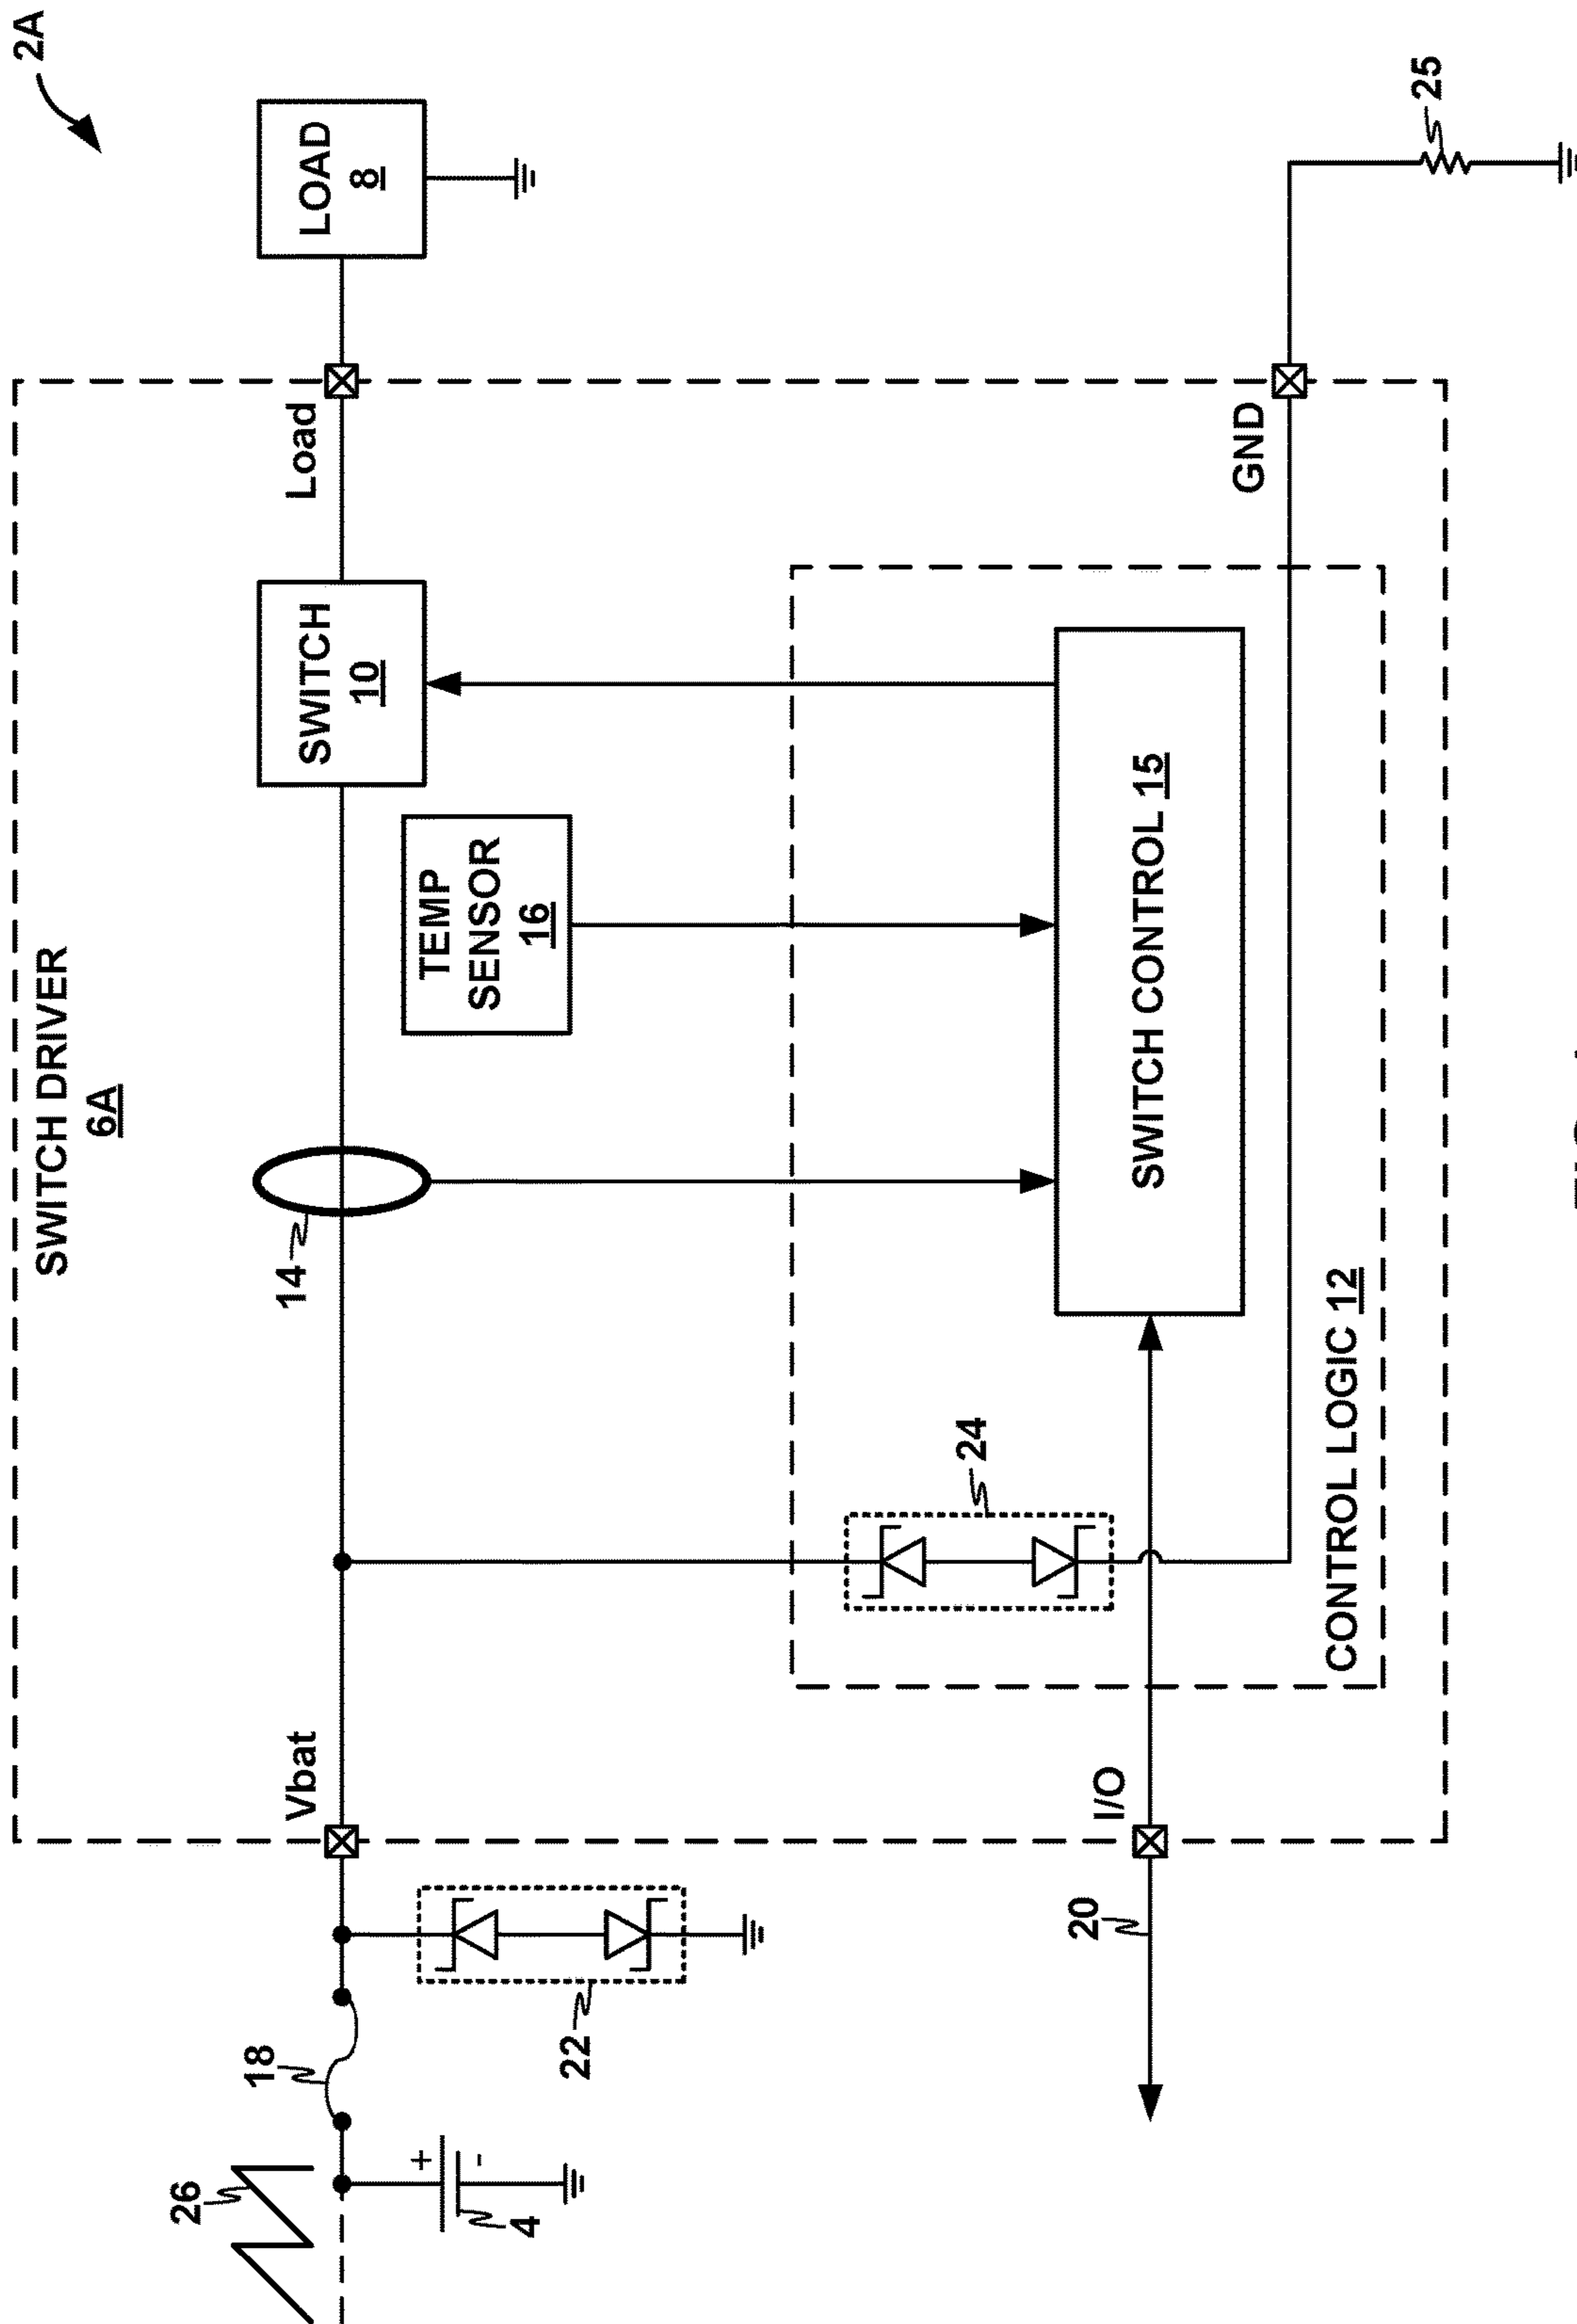 2A
SWITCH DRIVER
6A
26
18
Vbat
14
SWITCH
10
Load
LOAD
8
4
22
TEMP
SENSOR
16
24
20
I/O
SWITCH CONTROL 15
GND
CONTROL LOGIC 12
25
+
-